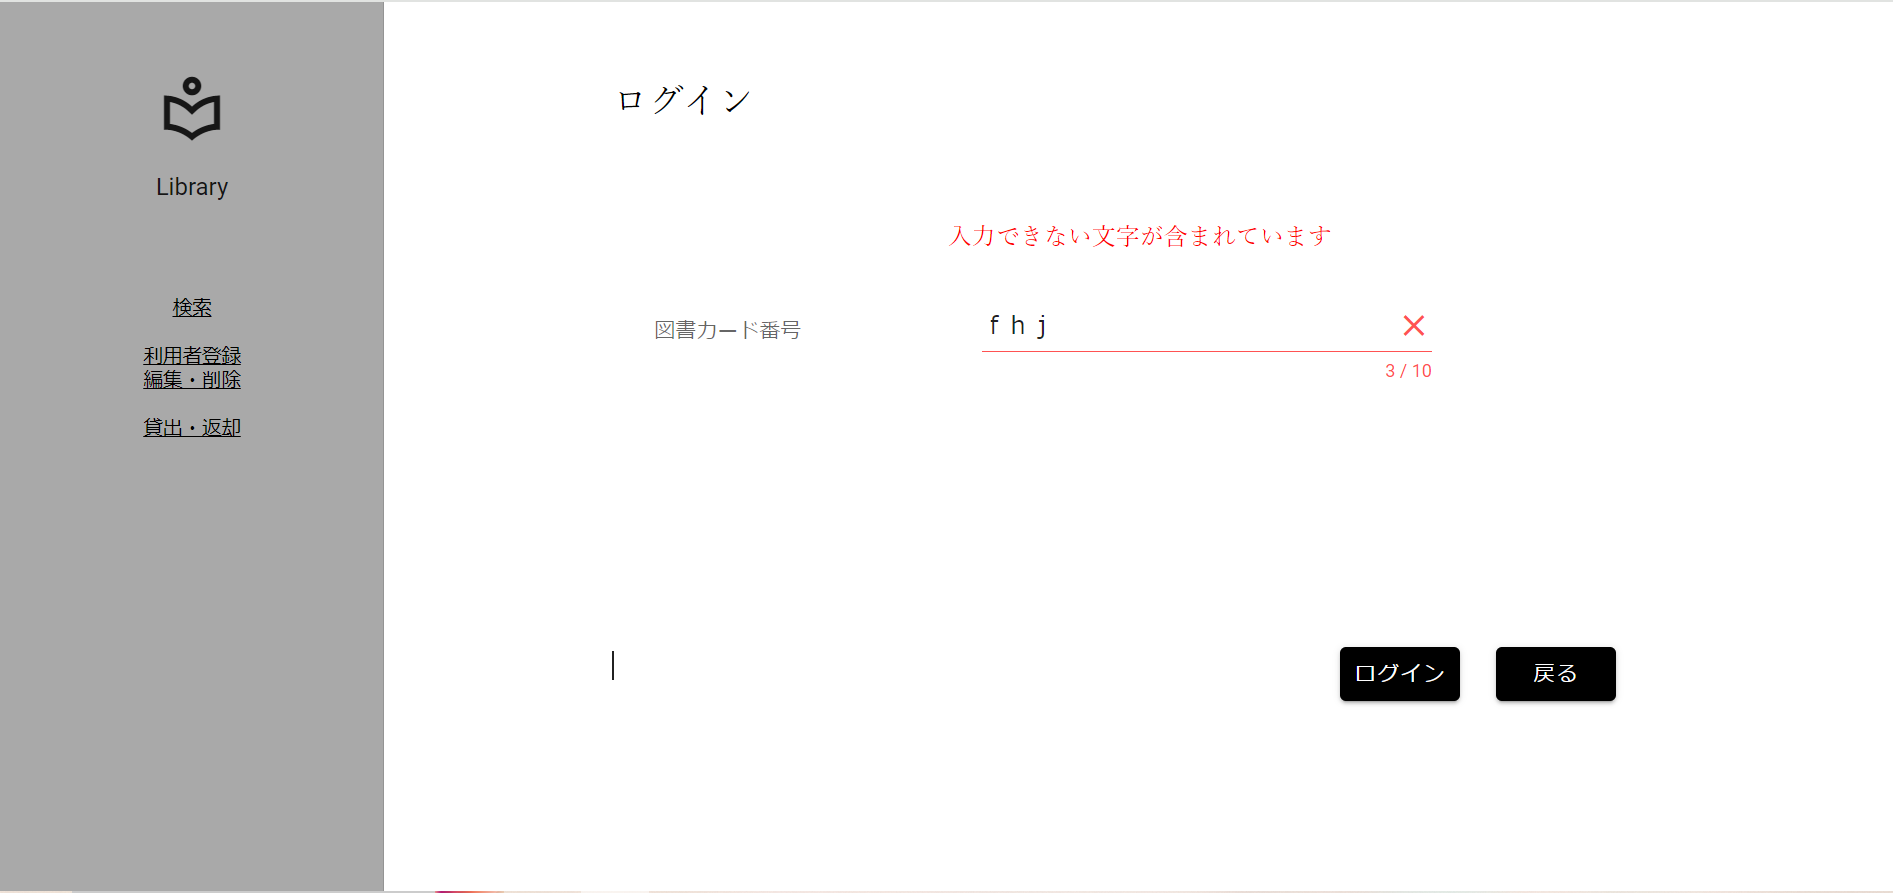 Library
検索
利用者登録
編集・削除
貸出・返却
ログイン
入力できない文字が含まれています
図書カード番号
ｆｈｊ
3 / 10
ログイン
戻る